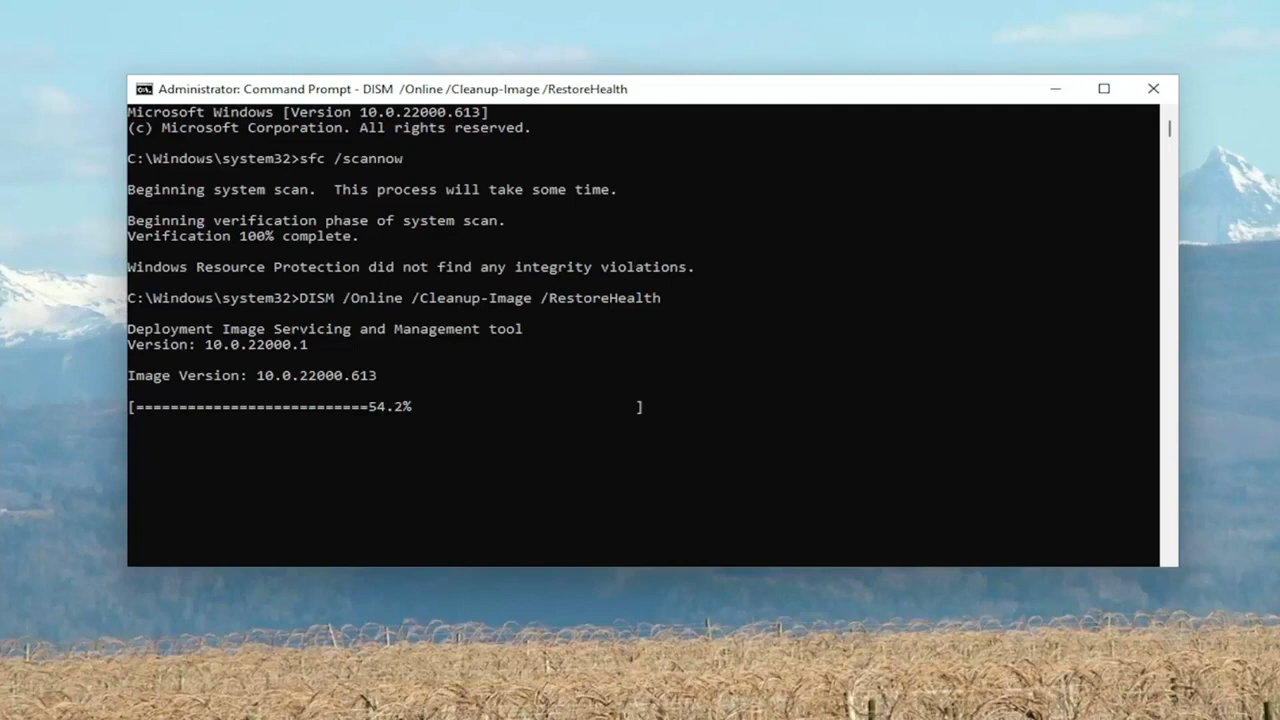 Administrator: Command Prompt - DISM  /Online /Cleanup-Image /RestoreHealth
Microsoft Windows [Version 10.0.22000.613]
(c) Microsoft Corporation. All rights reserved.
C:\Windows\system32>sfc /scannow
Beginning system scan.  This process will take some time.
Beginning verification phase of system scan.
Verification 100% complete.
Windows Resource Protection did not find any integrity violations.
C:\Windows\system32>DISM /Online /Cleanup-Image /RestoreHealth
Deployment Image Servicing and Management tool
Version: 10.0.22000.1
Image Version: 10.0.22000.613
[===========================54.2%                          ]